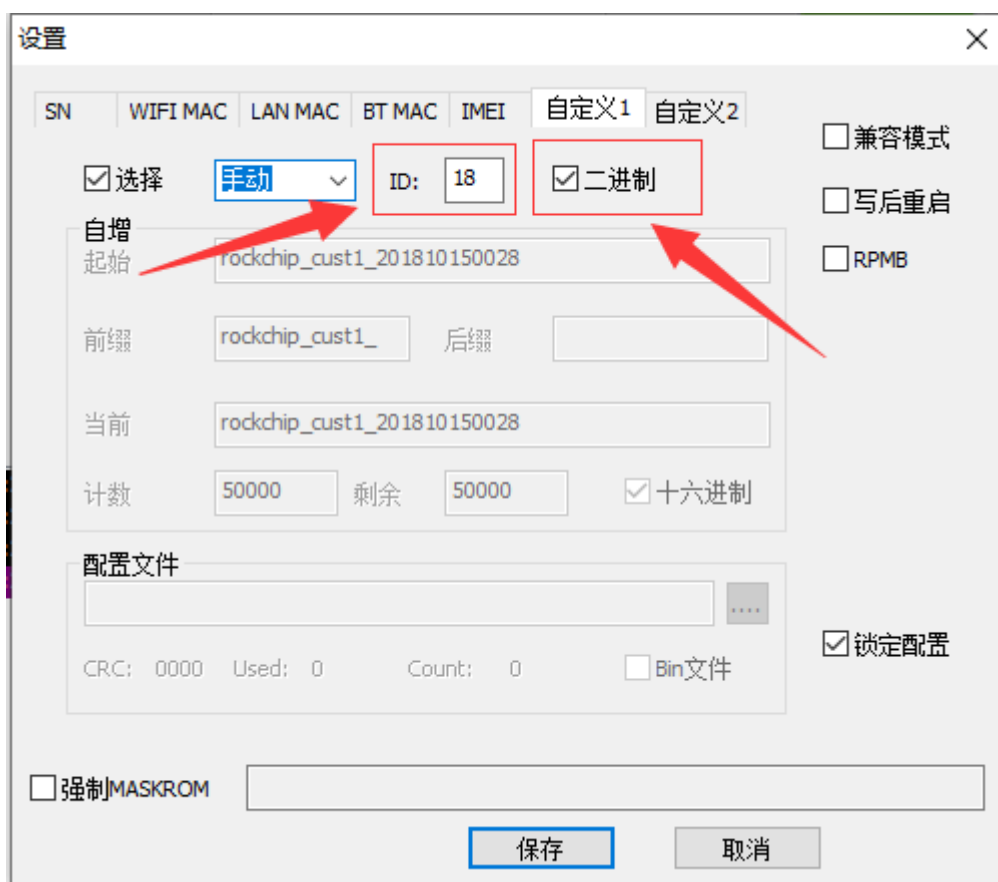 设置
SN WIFI MAC LAN MAC BT MAC IMEI 自定义1 自定义2
兼容模式
选择 手动 ID: 18 二进制
写后重启
自增
起始 rockchip_cust1_201810150028
RPMB
前缀 rockchip_cust1_ 后缀
当前 rockchip_cust1_201810150028
计数 50000 剩余 50000 十六进制
配置文件
....
锁定配置
CRC: 0000 Used: 0 Count: 0 Bin文件
强制MASKROM
保存 取消